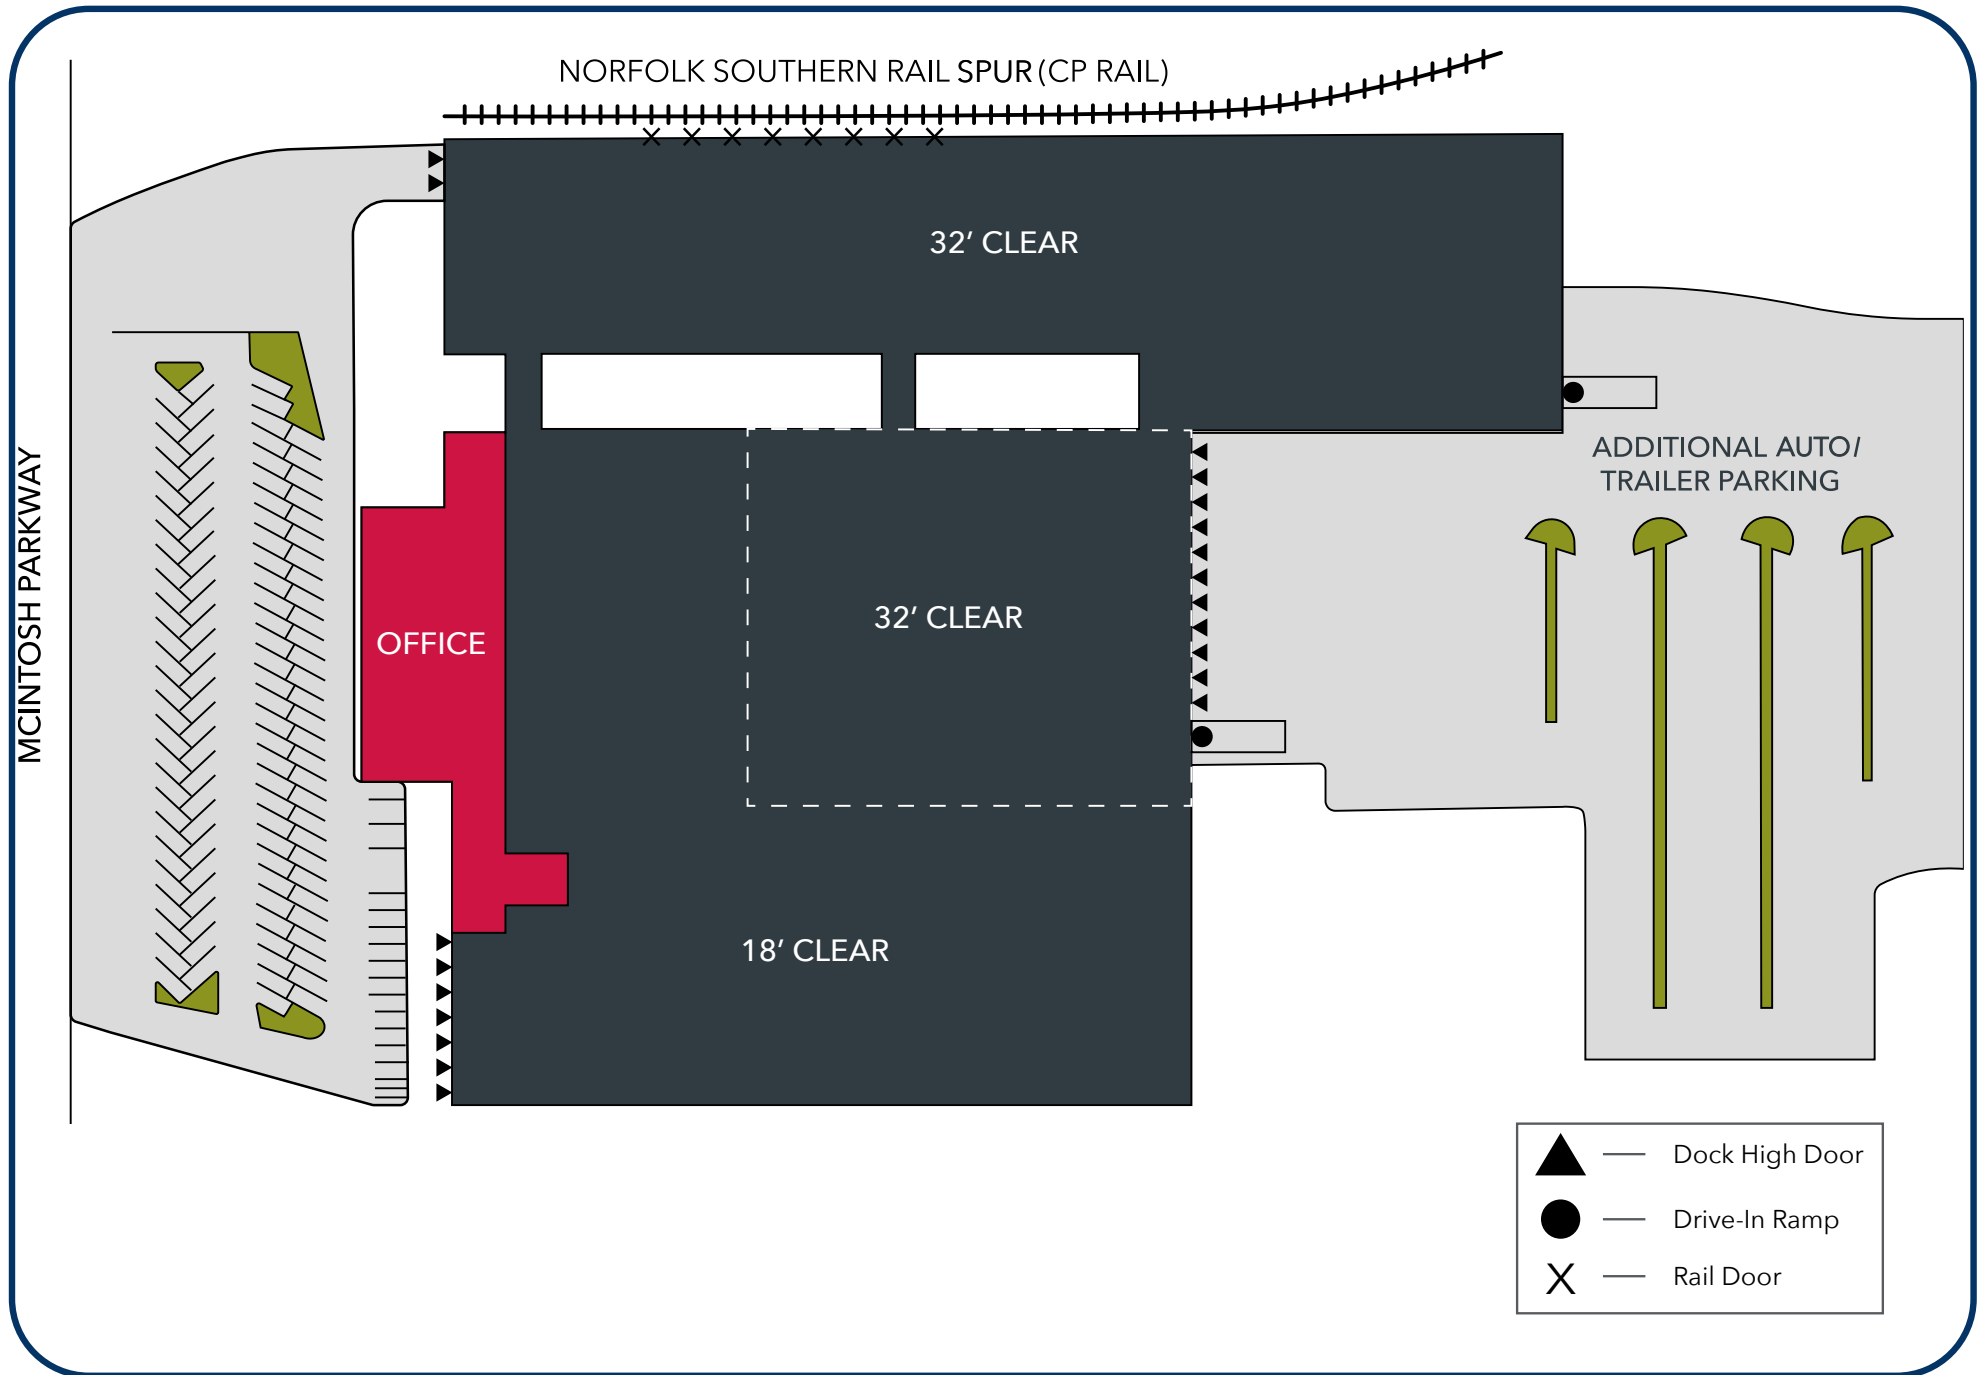 NORFOLK SOUTHERN RAIL SPUR (CP RAIL)
32' CLEAR
MCINTOSH PARKWAY
ADDITIONAL AUTO/
TRAILER PARKING
OFFICE
32' CLEAR
18' CLEAR
Dock High Door
Drive-In Ramp
X
Rail Door